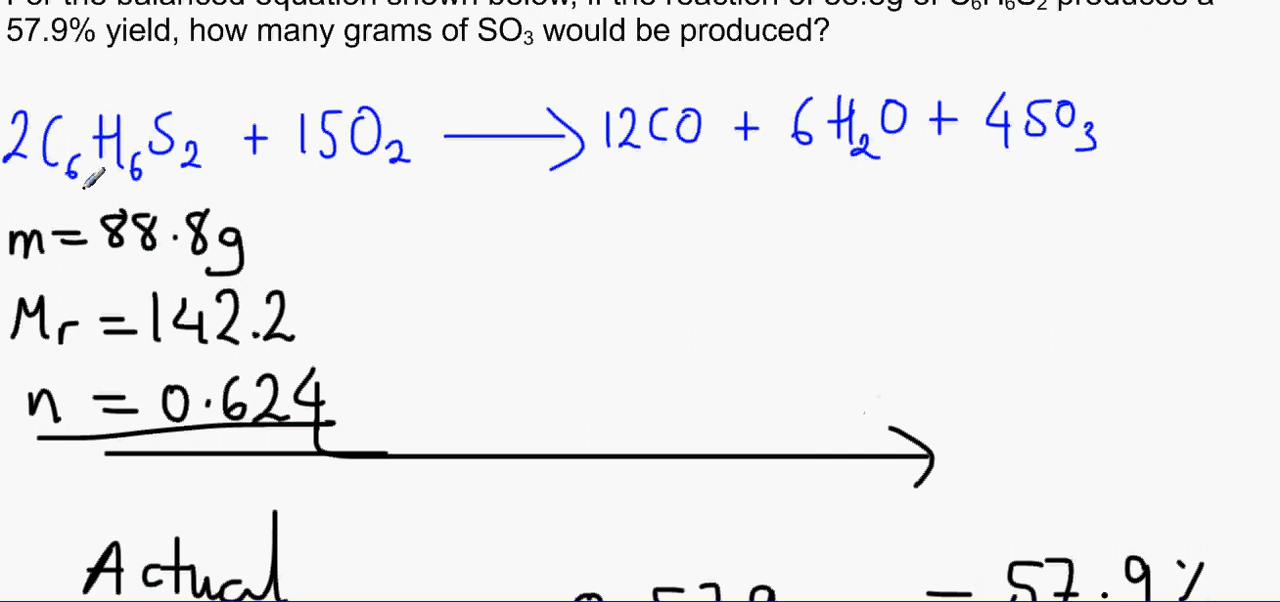 57.9% yield, how many grams of SO₃ would be produced?
2C₆H₆S₂ + 15O₂ ⟶ 12CO + 6H₂O + 4SO₃
m = 88.8g
Mr = 142.2
n = 0.624
Actual
= 57.9%